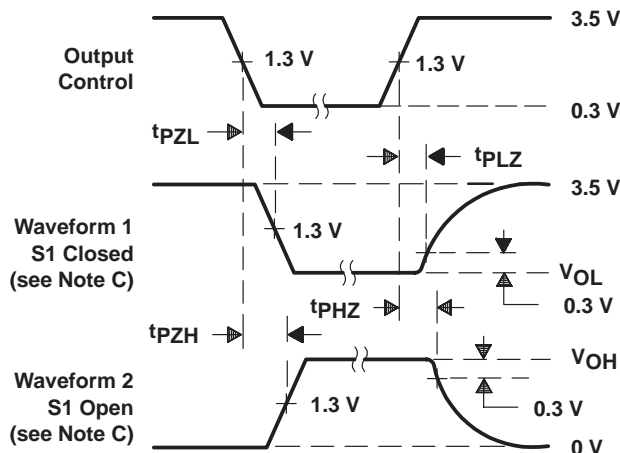 3.5 V
Output
Control
1.3 V
1.3 V
0.3 V
tPZL
tPLZ
3.5 V
Waveform 1
S1 Closed
(see Note C)
1.3 V
VOL
0.3 V
tPHZ
tPZH
VOH
Waveform 2
S1 Open
(see Note C)
1.3 V
0.3 V
0 V